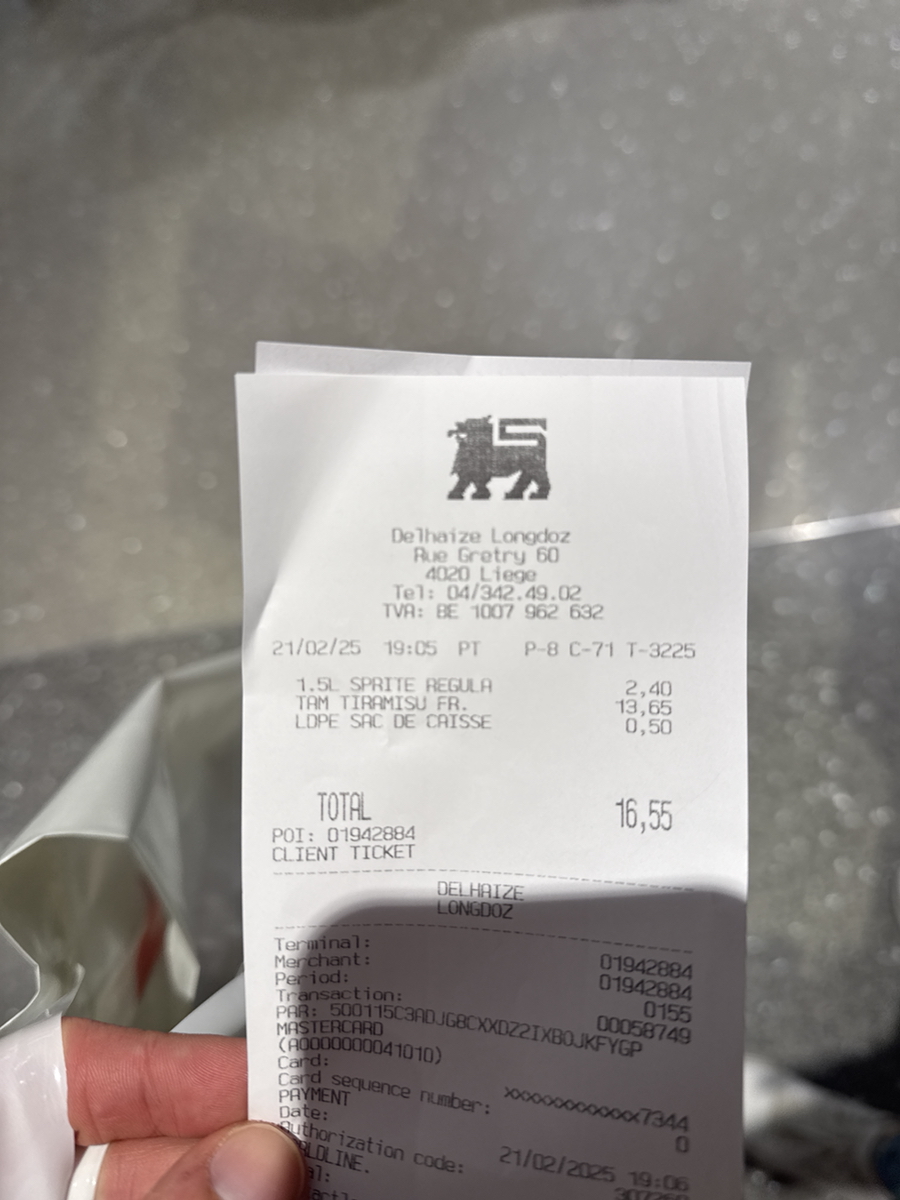 Delhaize Longdoz
Rue Gretry 60
4020 Liege
Tel: 04/342.49.02
TVA: BE 1007 962 632
21/02/25 19:05 PT P-8 C-71 T-3225
1.5L SPRITE REGULA 2,40
TAM TIRAMISU FR. 13,65
LDPE SAC DE CAISSE 0,50
TOTAL 16,55
POI: 01942884
CLIENT TICKET
DELHAIZE
LONGDOZ
Terminal: 01942884
Merchant: 01942884
Period: 0155
Transaction: 00058749
PAR: 500115C3ADJGBCXXDZ2IXBOJKFYGP
MASTERCARD
(A0000000041010)
Card: xxxxxxxxxxxx7344
Card sequence number: 0
PAYMENT
Date: 21/02/2025 19:06
Authorization code: